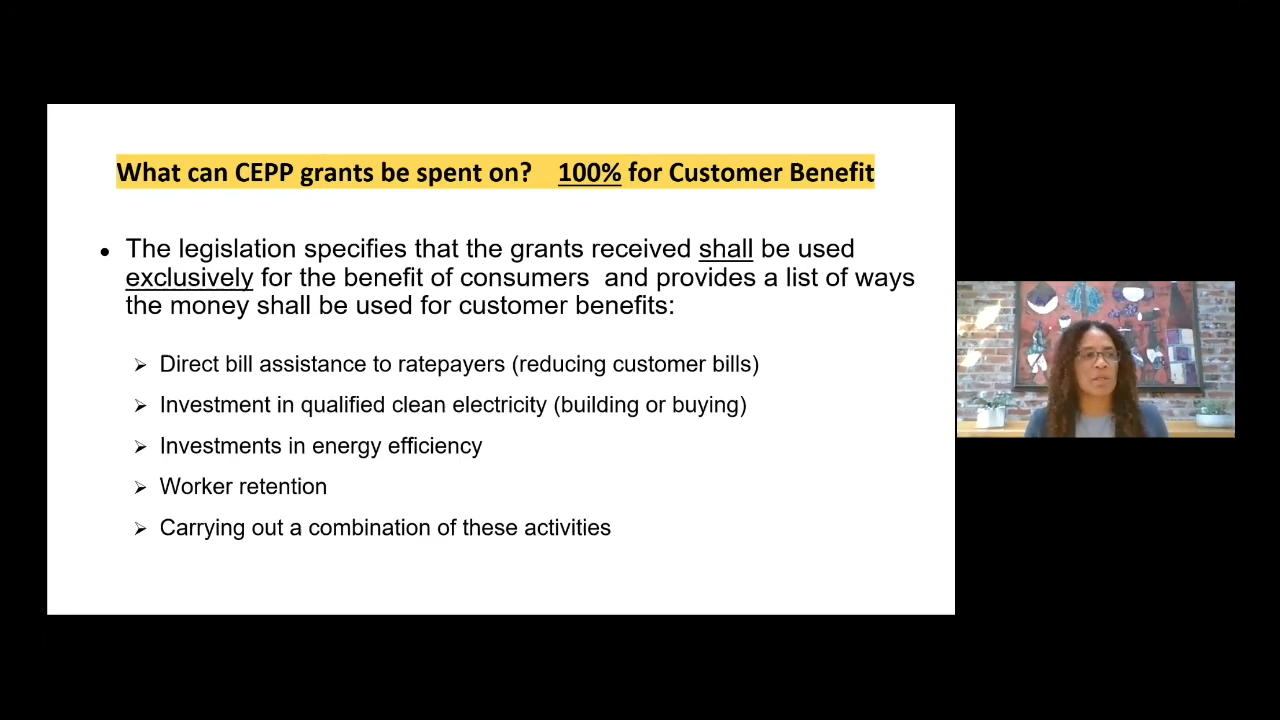 What can CEPP grants be spent on? 100% for Customer Benefit
• The legislation specifies that the grants received shall be used
exclusively for the benefit of consumers and provides a list of ways
the money shall be used for customer benefits:
➢ Direct bill assistance to ratepayers (reducing customer bills)
➢ Investment in qualified clean electricity (building or buying)
➢ Investments in energy efficiency
➢ Worker retention
➢ Carrying out a combination of these activities